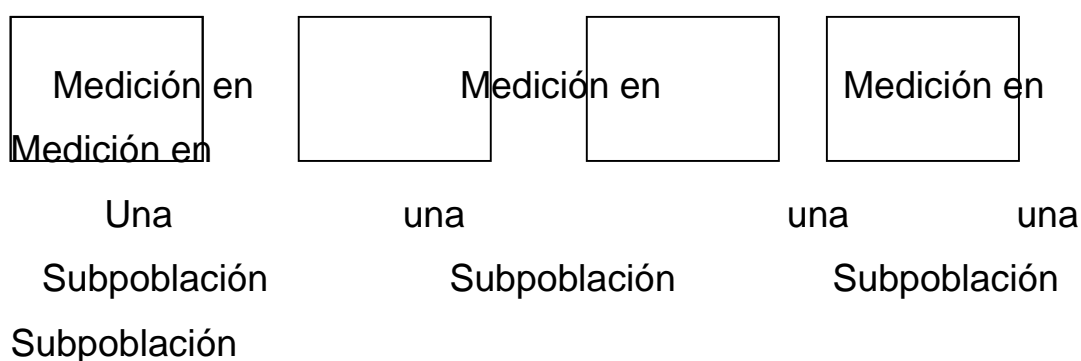 Medición en Medición en Medición en
Medición en
Una una una una
Subpoblación Subpoblación Subpoblación
Subpoblación